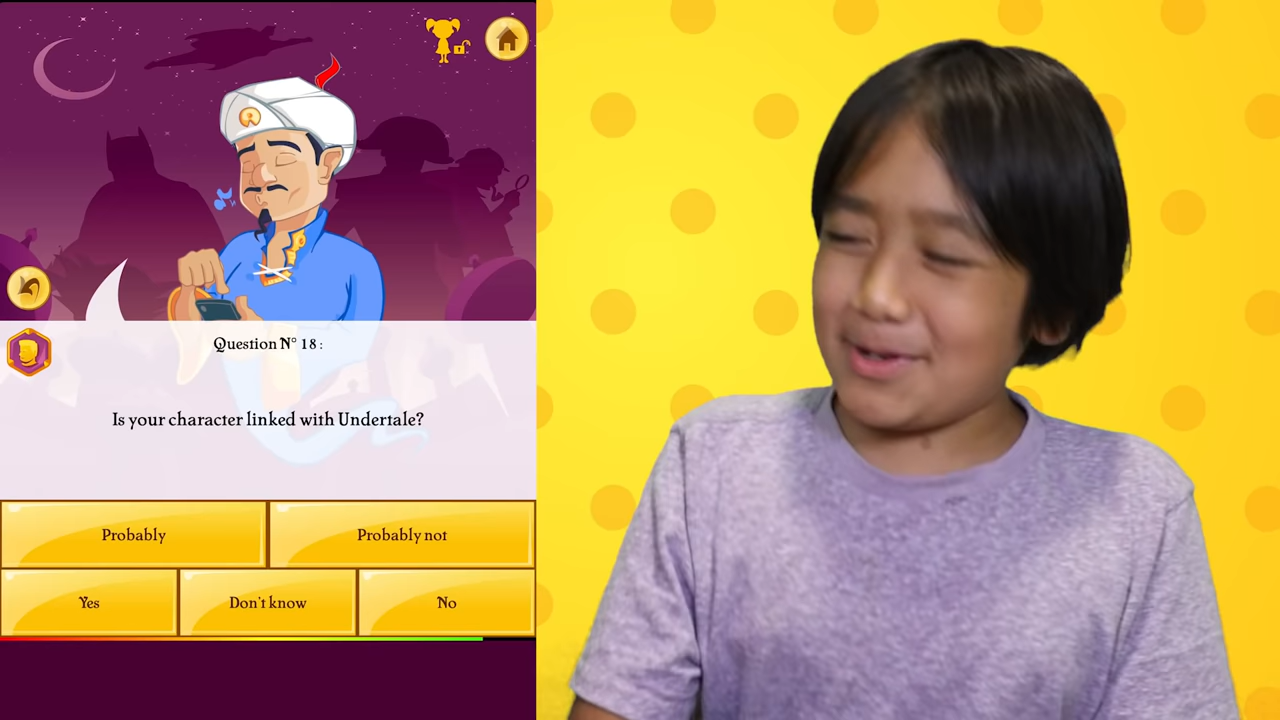 Question N° 18 :
Is your character linked with Undertale?
Probably
Probably not
Yes
Don't know
No